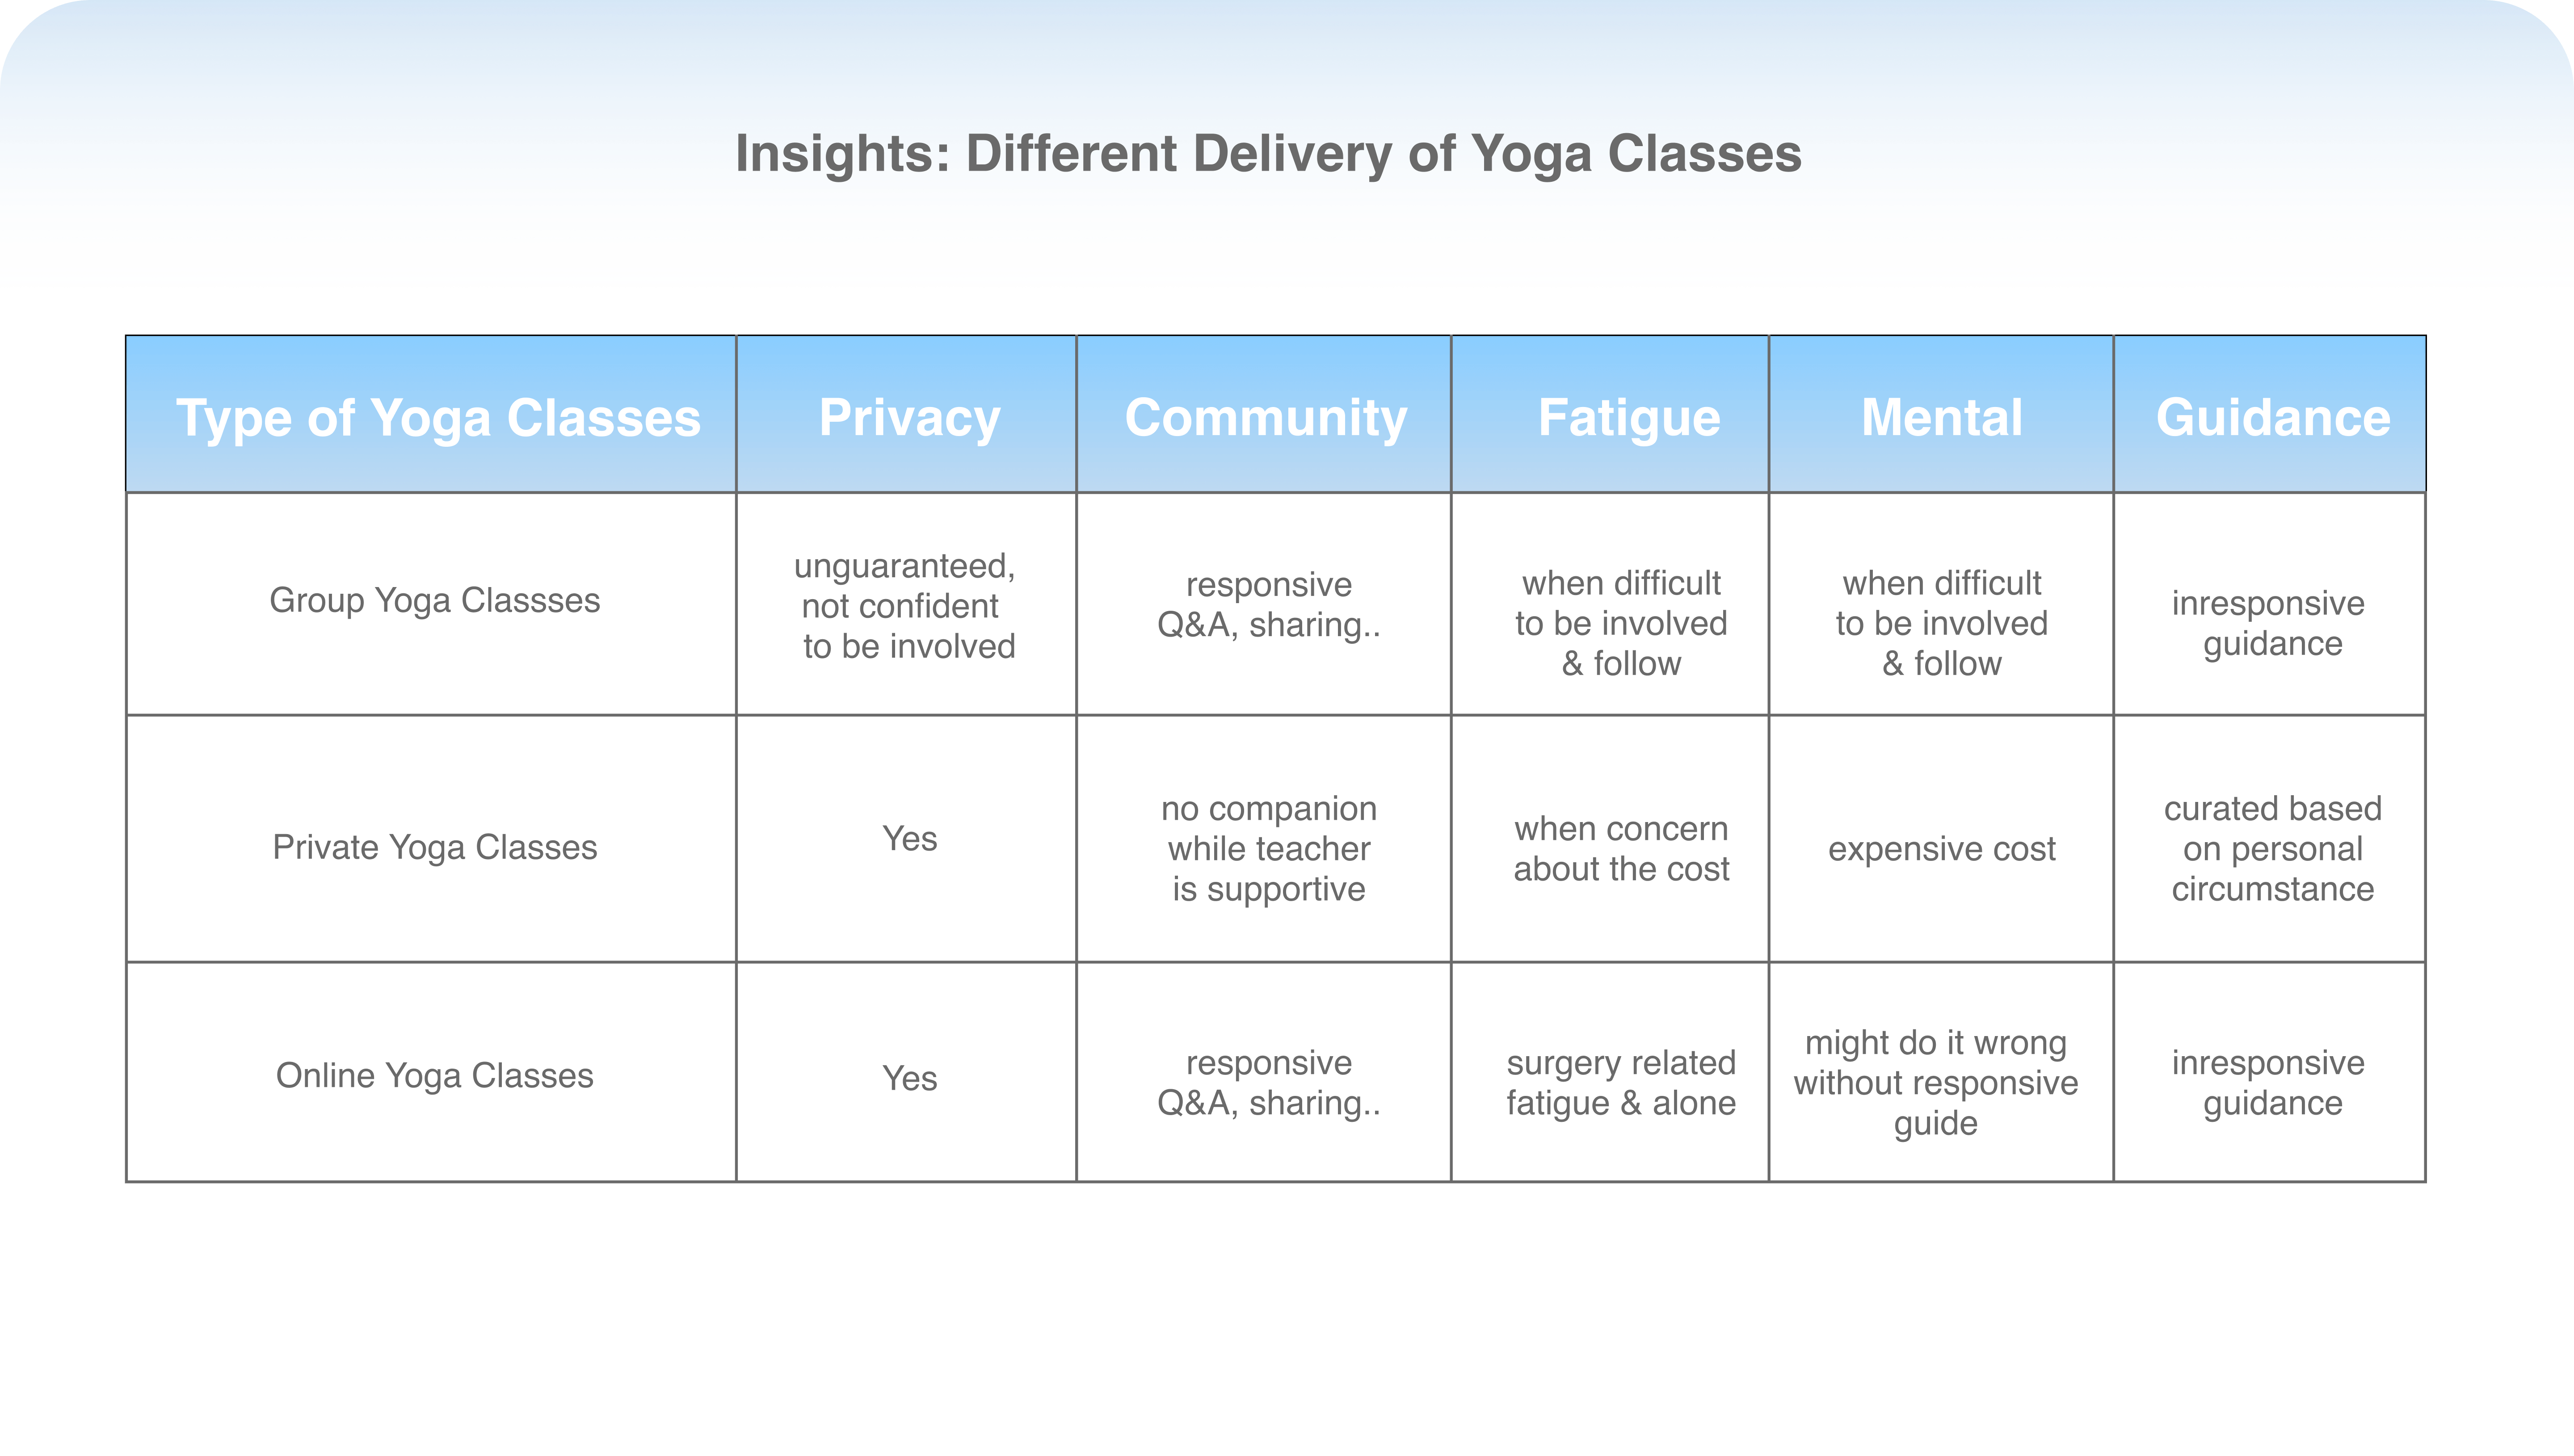 Insights: Different Delivery of Yoga Classes
Type of Yoga Classes
Privacy
Community
Fatigue
Mental
Guidance
Group Yoga Classses
unguaranteed,
not confident
to be involved
responsive
Q&A, sharing..
when difficult
to be involved
& follow
when difficult
to be involved
& follow
inresponsive
guidance
Private Yoga Classes
Yes
no companion
while teacher
is supportive
when concern
about the cost
expensive cost
curated based
on personal
circumstance
Online Yoga Classes
Yes
responsive
Q&A, sharing..
surgery related
fatigue & alone
might do it wrong
without responsive
guide
inresponsive
guidance